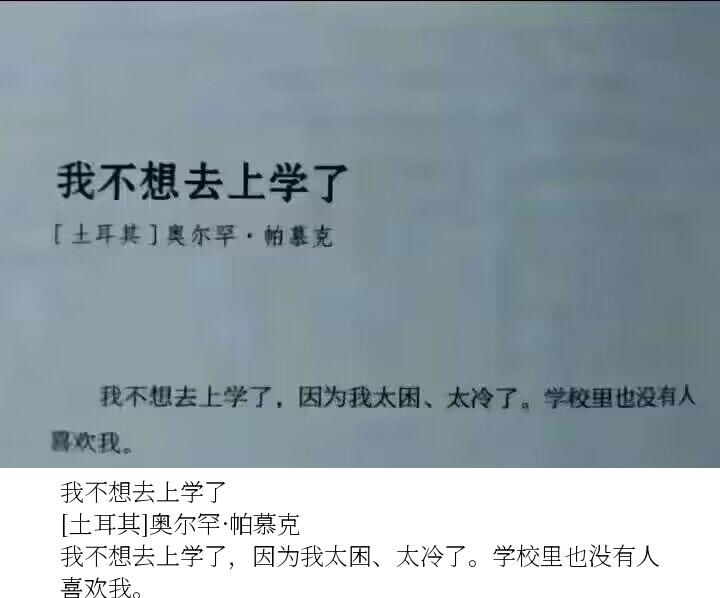 我不想去上学了
[土耳其]奥尔罕·帕慕克
我不想去上学了，因为我太困、太冷了。学校里也没有人
喜欢我。
我不想去上学了
[土耳其]奥尔罕·帕慕克
我不想去上学了，因为我太困、太冷了。学校里也没有人
喜欢我。